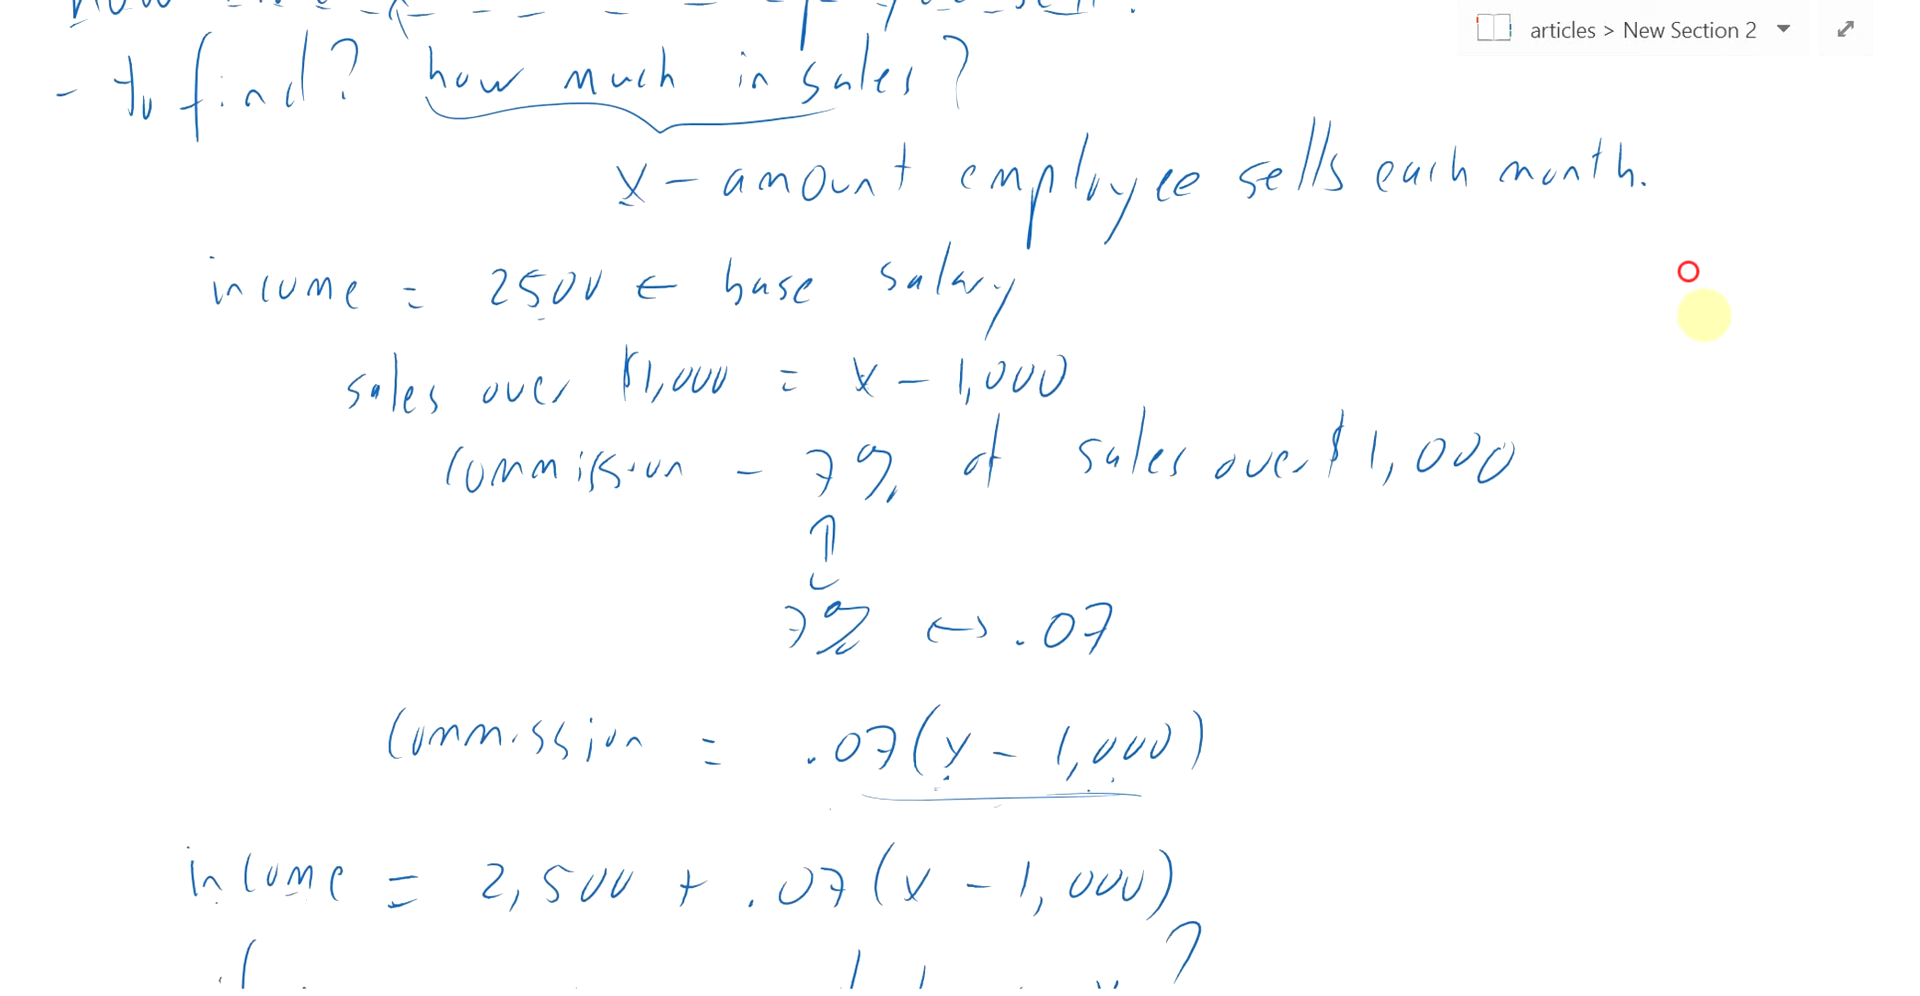 articles > New Section 2
- to find? how much in sales?
x - amount employee sells each month.
income = 2500 ← base salary
sales over $1,000 = x - 1,000
commission - 7% of sales over $1,000
↑
7% ↔ .07
Commission = .07(x - 1,000)
income = 2,500 + .07(x - 1,000)